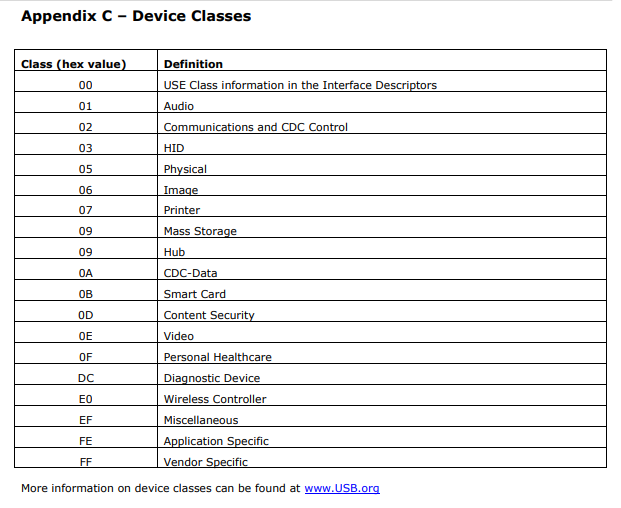 Appendix C – Device Classes
Class (hex value) Definition
00 USE Class information in the Interface Descriptors
01 Audio
02 Communications and CDC Control
03 HID
05 Physical
06 Image
07 Printer
09 Mass Storage
09 Hub
0A CDC-Data
0B Smart Card
0D Content Security
0E Video
0F Personal Healthcare
DC Diagnostic Device
E0 Wireless Controller
EF Miscellaneous
FE Application Specific
FF Vendor Specific
More information on device classes can be found at www.USB.org